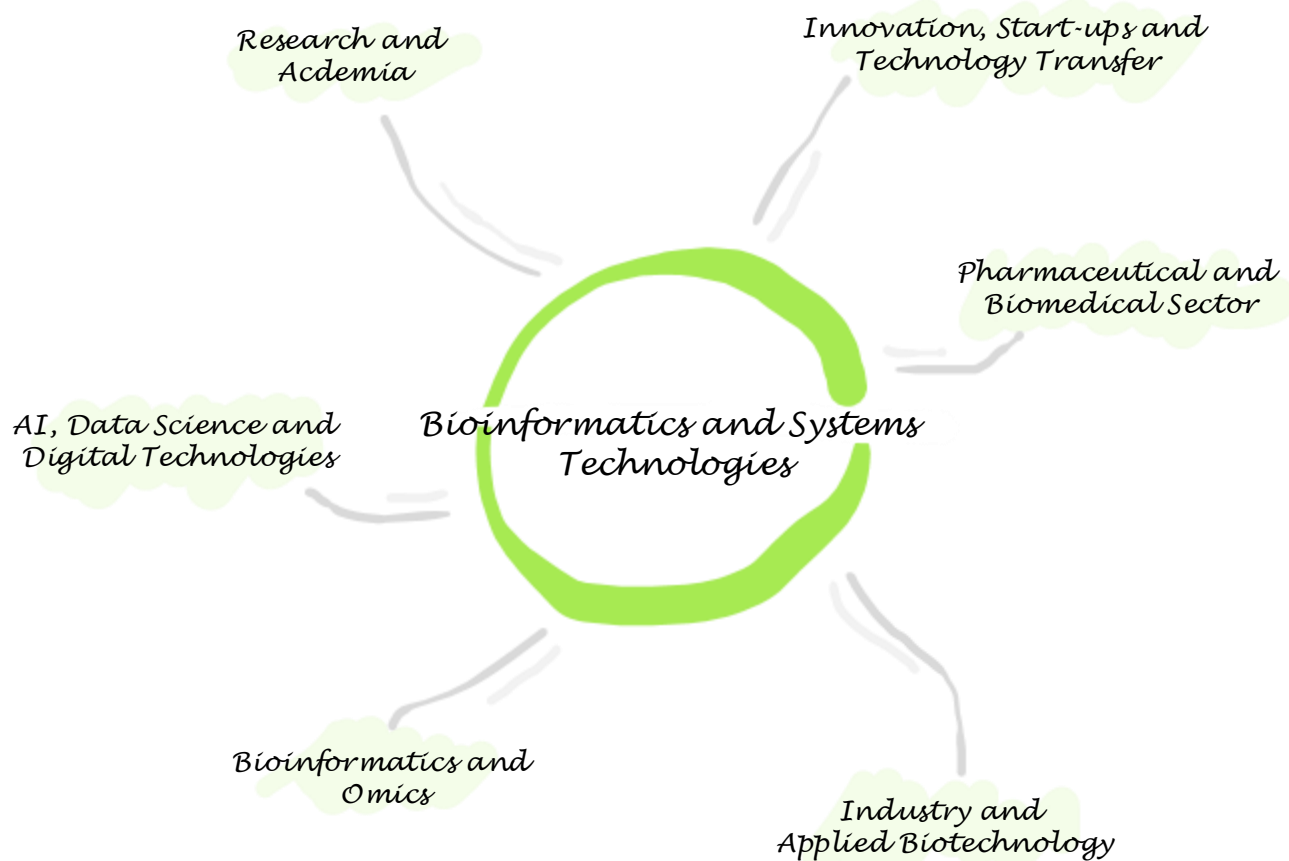 Research and
Acdemia
Innovation, Start-ups and
Technology Transfer
Pharmaceutical and
Biomedical Sector
AI, Data Science and
Digital Technologies
Bioinformatics and Systems
Technologies
Bioinformatics and
Omics
Industry and
Applied Biotechnology